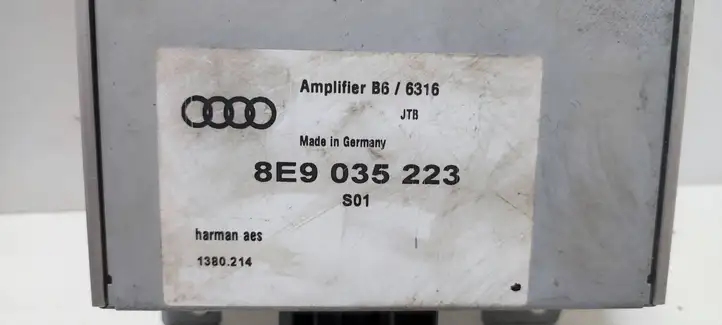 Amplifier B6 / 6316
JTB
Made in Germany
8E9 035 223
S01
harman aes
1380.214